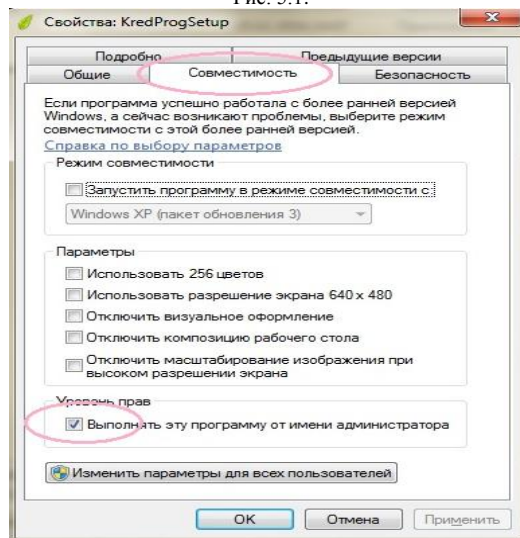 Рис. 5.1.
Свойства: KredProgSetup
Подробно
Предыдущие версии
Общие
Совместимость
Безопасность
Если программа успешно работала с более ранней версией
Windows, а сейчас возникают проблемы, выберите режим
совместимости с этой более ранней версией.
Справка по выбору параметров
Режим совместимости
Запустить программу в режиме совместимости с:
Windows XP (пакет обновления 3)
Параметры
Использовать 256 цветов
Использовать разрешение экрана 640 x 480
Отключить визуальное оформление
Отключить композицию рабочего стола
Отключить масштабирование изображения при
высоком разрешении экрана
Уровень прав
Выполнять эту программу от имени администратора
Изменить параметры для всех пользователей
ОК
Отмена
Применить